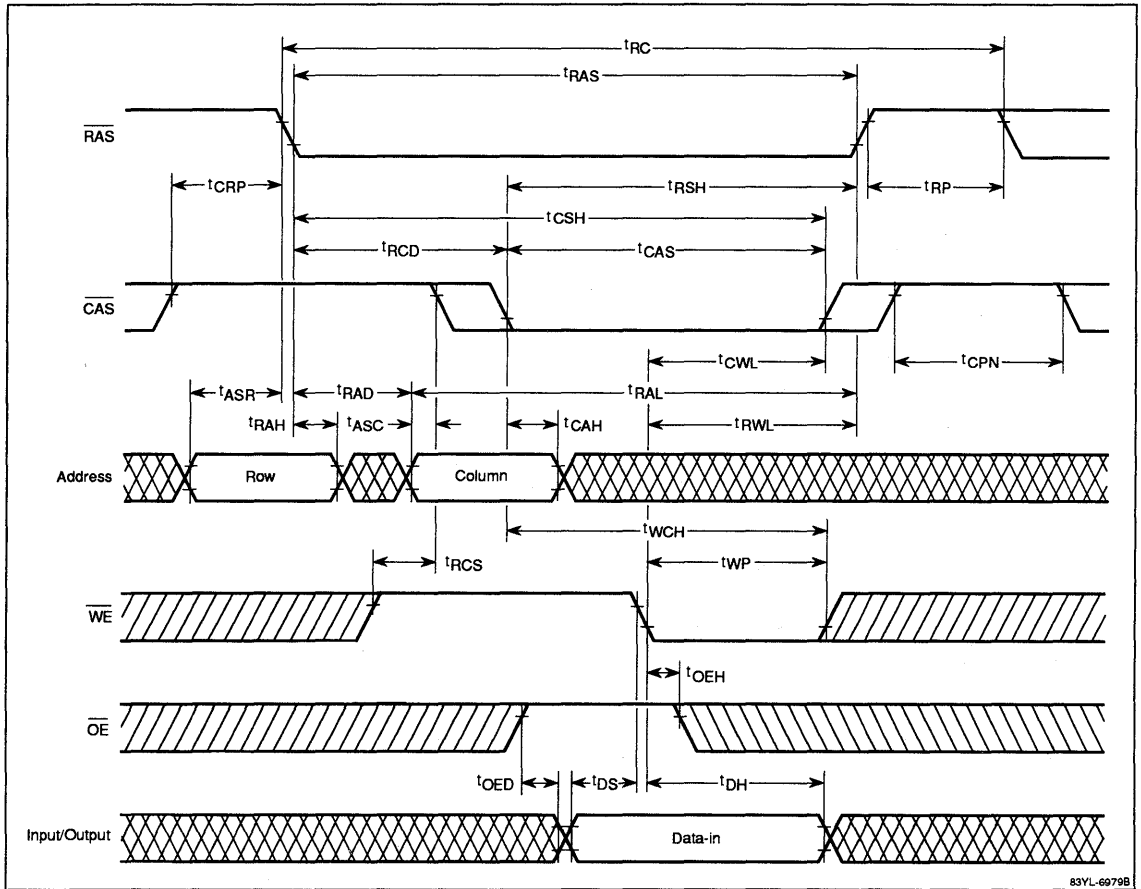 tRC
tRAS
RAS
tCRP
tRSH
tRP
tCSH
tRCD
tCAS
CAS
tCWL
tCPN
tASR
tRAD
tRAL
tRAH
tASC
tCAH
tRWL
Address
Row
Column
tWCH
tRCS
tWP
WE
tOEH
OE
tOED
tDS
tDH
Input/Output
Data-in
83YL-6979B